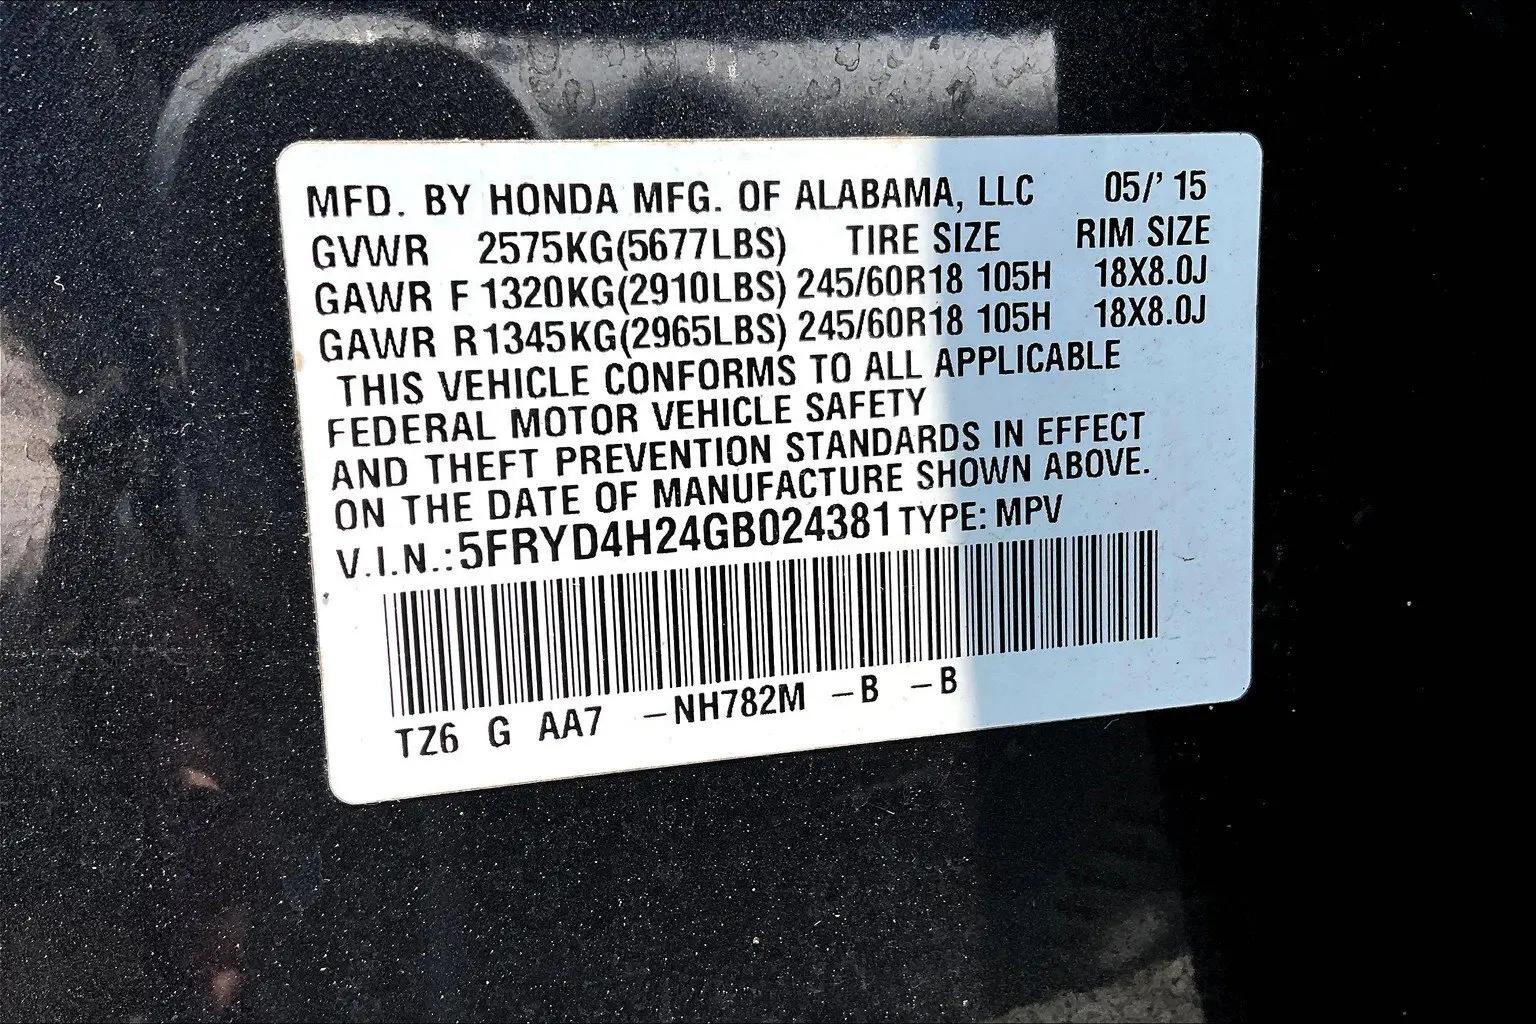 MFD. BY HONDA MFG. OF ALABAMA, LLC 05/' 15
GVWR 2575KG(5677LBS) TIRE SIZE RIM SIZE
GAWR F 1320KG(2910LBS) 245/60R18 105H 18X8.0J
GAWR R 1345KG(2965LBS) 245/60R18 105H 18X8.0J
THIS VEHICLE CONFORMS TO ALL APPLICABLE
FEDERAL MOTOR VEHICLE SAFETY
AND THEFT PREVENTION STANDARDS IN EFFECT
ON THE DATE OF MANUFACTURE SHOWN ABOVE.
V.I.N.:5FRYD4H24GB024381 TYPE: MPV
TZ6 G AA7 –NH782M –B –B